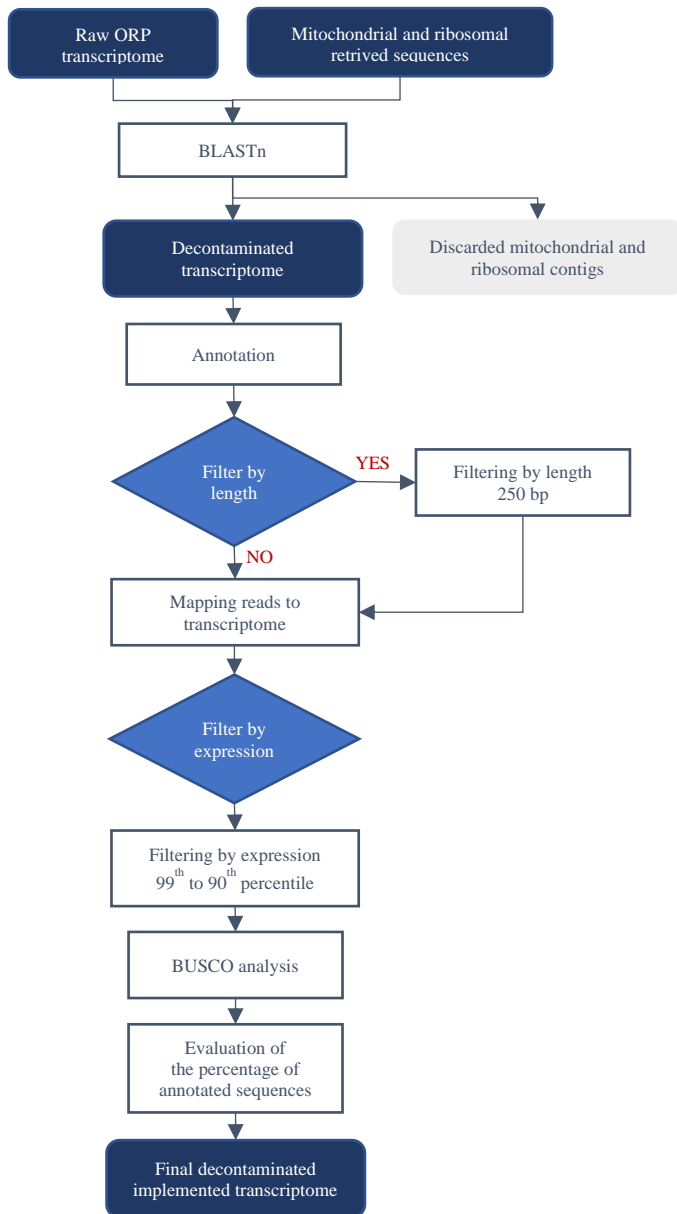 Raw ORP
transcriptome
Mitochondrial and ribosomal
retrived sequences
BLASTn
Decontaminated
transcriptome
Discarded mitochondrial and
ribosomal contigs
Annotation
Filter by
length
YES
Filtering by length
250 bp
NO
Mapping reads to
transcriptome
Filter by
expression
Filtering by expression
99th to 90th percentile
BUSCO analysis
Evaluation of
the percentage of
annotated sequences
Final decontaminated
implemented transcriptome